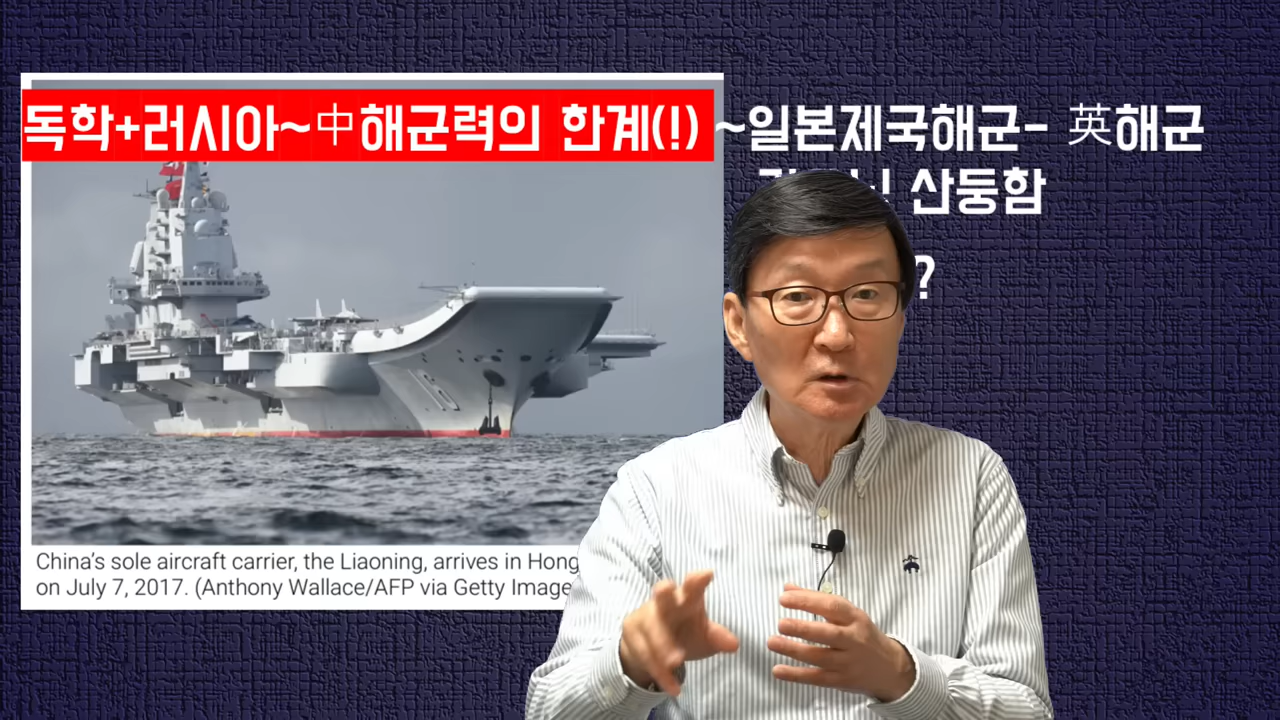 독학+러시아~中해군력의 한계(!) ~일본제국해군- 英해군
산둥함
?
18
China's sole aircraft carrier, the Liaoning, arrives in Hong
on July 7, 2017. (Anthony Wallace/AFP via Getty Image